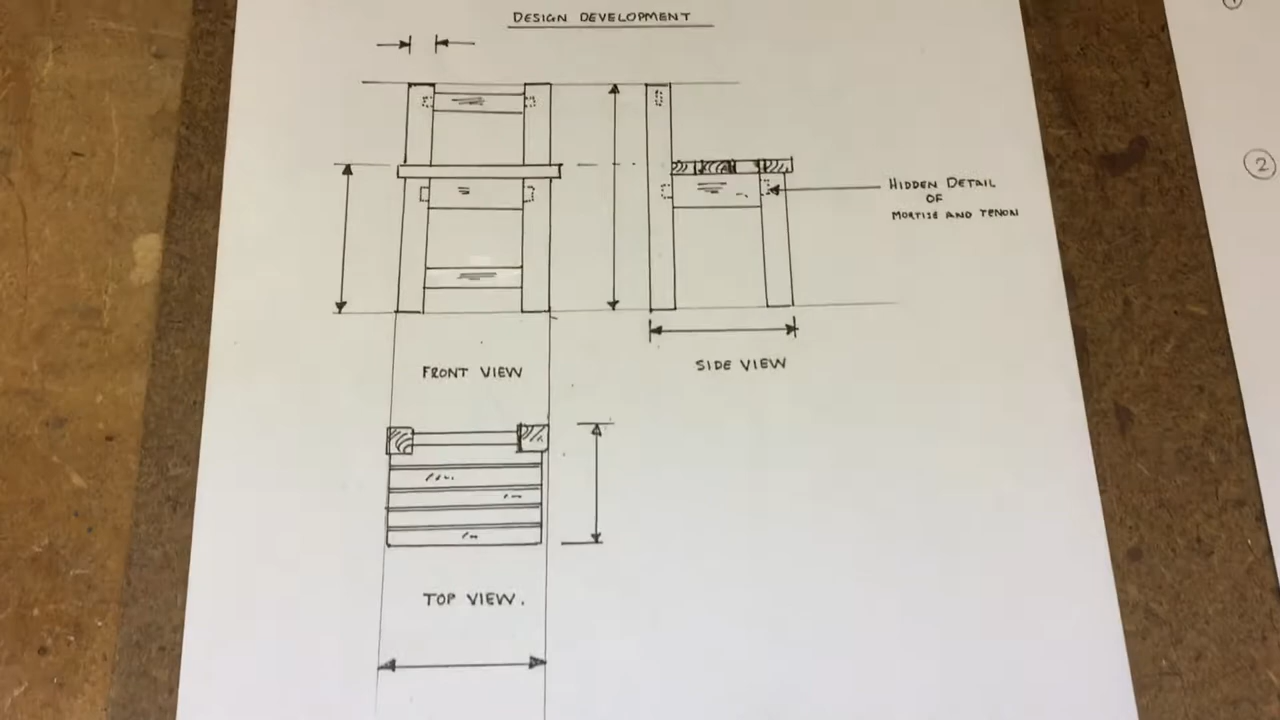 DESIGN DEVELOPMENT
HIDDEN DETAIL
OF
MORTISE AND TENON
FRONT VIEW
SIDE VIEW
TOP VIEW.
2